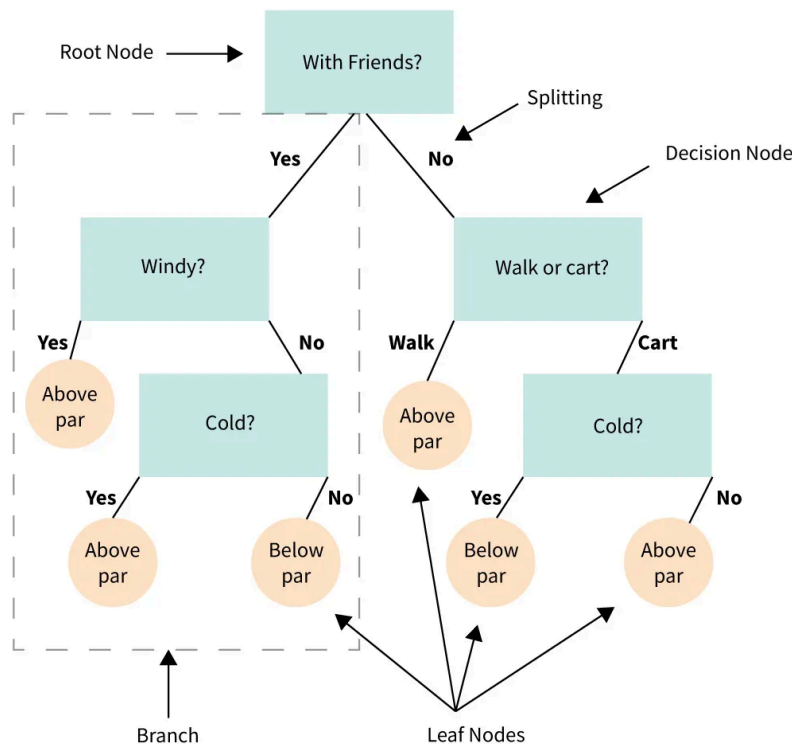 Root Node
With Friends?
Splitting
Yes
No
Decision Node
Windy?
Walk or cart?
Yes
No
Walk
Cart
Above
par
Cold?
Above
par
Cold?
Yes
No
Yes
No
Above
par
Below
par
Below
par
Above
par
Branch
Leaf Nodes